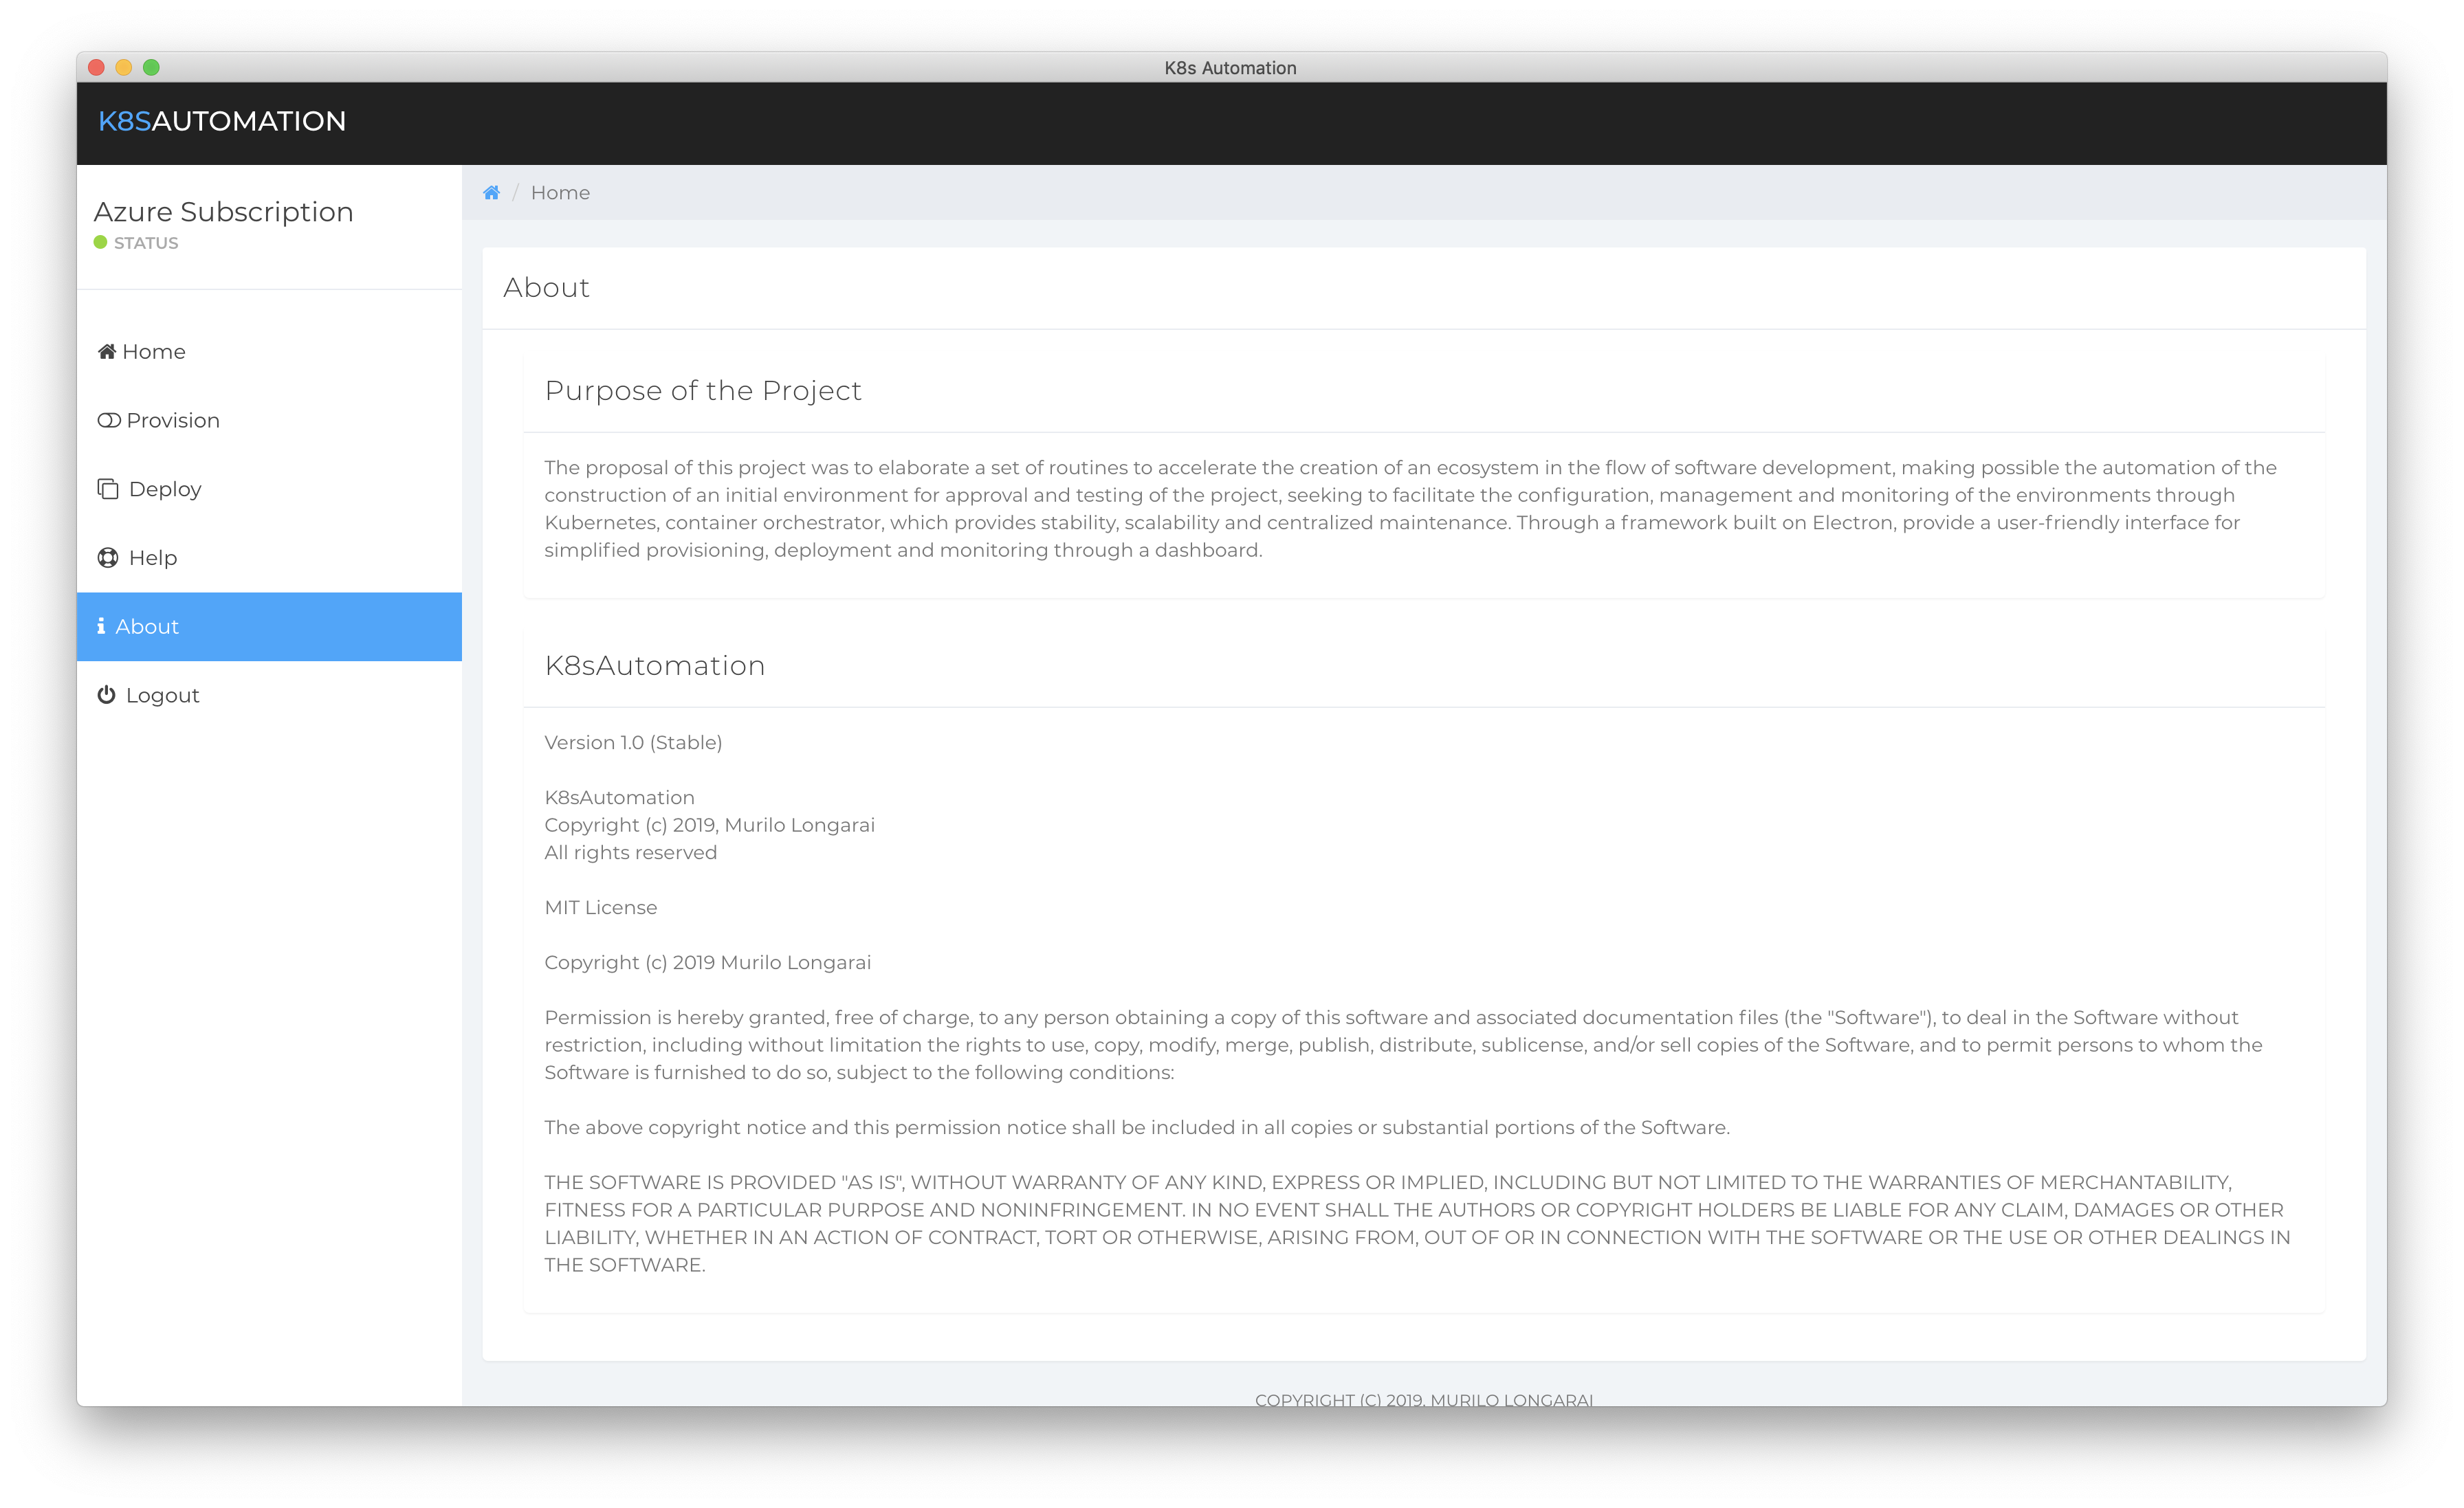 K8s Automation
K8SAUTOMATION
Azure Subscription
STATUS
Home
Provision
Deploy
Help
About
Logout
/ Home
About
Purpose of the Project
The proposal of this project was to elaborate a set of routines to accelerate the creation of an ecosystem in the flow of software development, making possible the automation of the
construction of an initial environment for approval and testing of the project, seeking to facilitate the configuration, management and monitoring of the environments through
Kubernetes, container orchestrator, which provides stability, scalability and centralized maintenance. Through a framework built on Electron, provide a user-friendly interface for
simplified provisioning, deployment and monitoring through a dashboard.
K8sAutomation
Version 1.0 (Stable)
K8sAutomation
Copyright (c) 2019, Murilo Longarai
All rights reserved
MIT License
Copyright (c) 2019 Murilo Longarai
Permission is hereby granted, free of charge, to any person obtaining a copy of this software and associated documentation files (the "Software"), to deal in the Software without
restriction, including without limitation the rights to use, copy, modify, merge, publish, distribute, sublicense, and/or sell copies of the Software, and to permit persons to whom the
Software is furnished to do so, subject to the following conditions:
The above copyright notice and this permission notice shall be included in all copies or substantial portions of the Software.
THE SOFTWARE IS PROVIDED "AS IS", WITHOUT WARRANTY OF ANY KIND, EXPRESS OR IMPLIED, INCLUDING BUT NOT LIMITED TO THE WARRANTIES OF MERCHANTABILITY,
FITNESS FOR A PARTICULAR PURPOSE AND NONINFRINGEMENT. IN NO EVENT SHALL THE AUTHORS OR COPYRIGHT HOLDERS BE LIABLE FOR ANY CLAIM, DAMAGES OR OTHER
LIABILITY, WHETHER IN AN ACTION OF CONTRACT, TORT OR OTHERWISE, ARISING FROM, OUT OF OR IN CONNECTION WITH THE SOFTWARE OR THE USE OR OTHER DEALINGS IN
THE SOFTWARE.
COPYRIGHT (C) 2019, MURILO LONGARAI